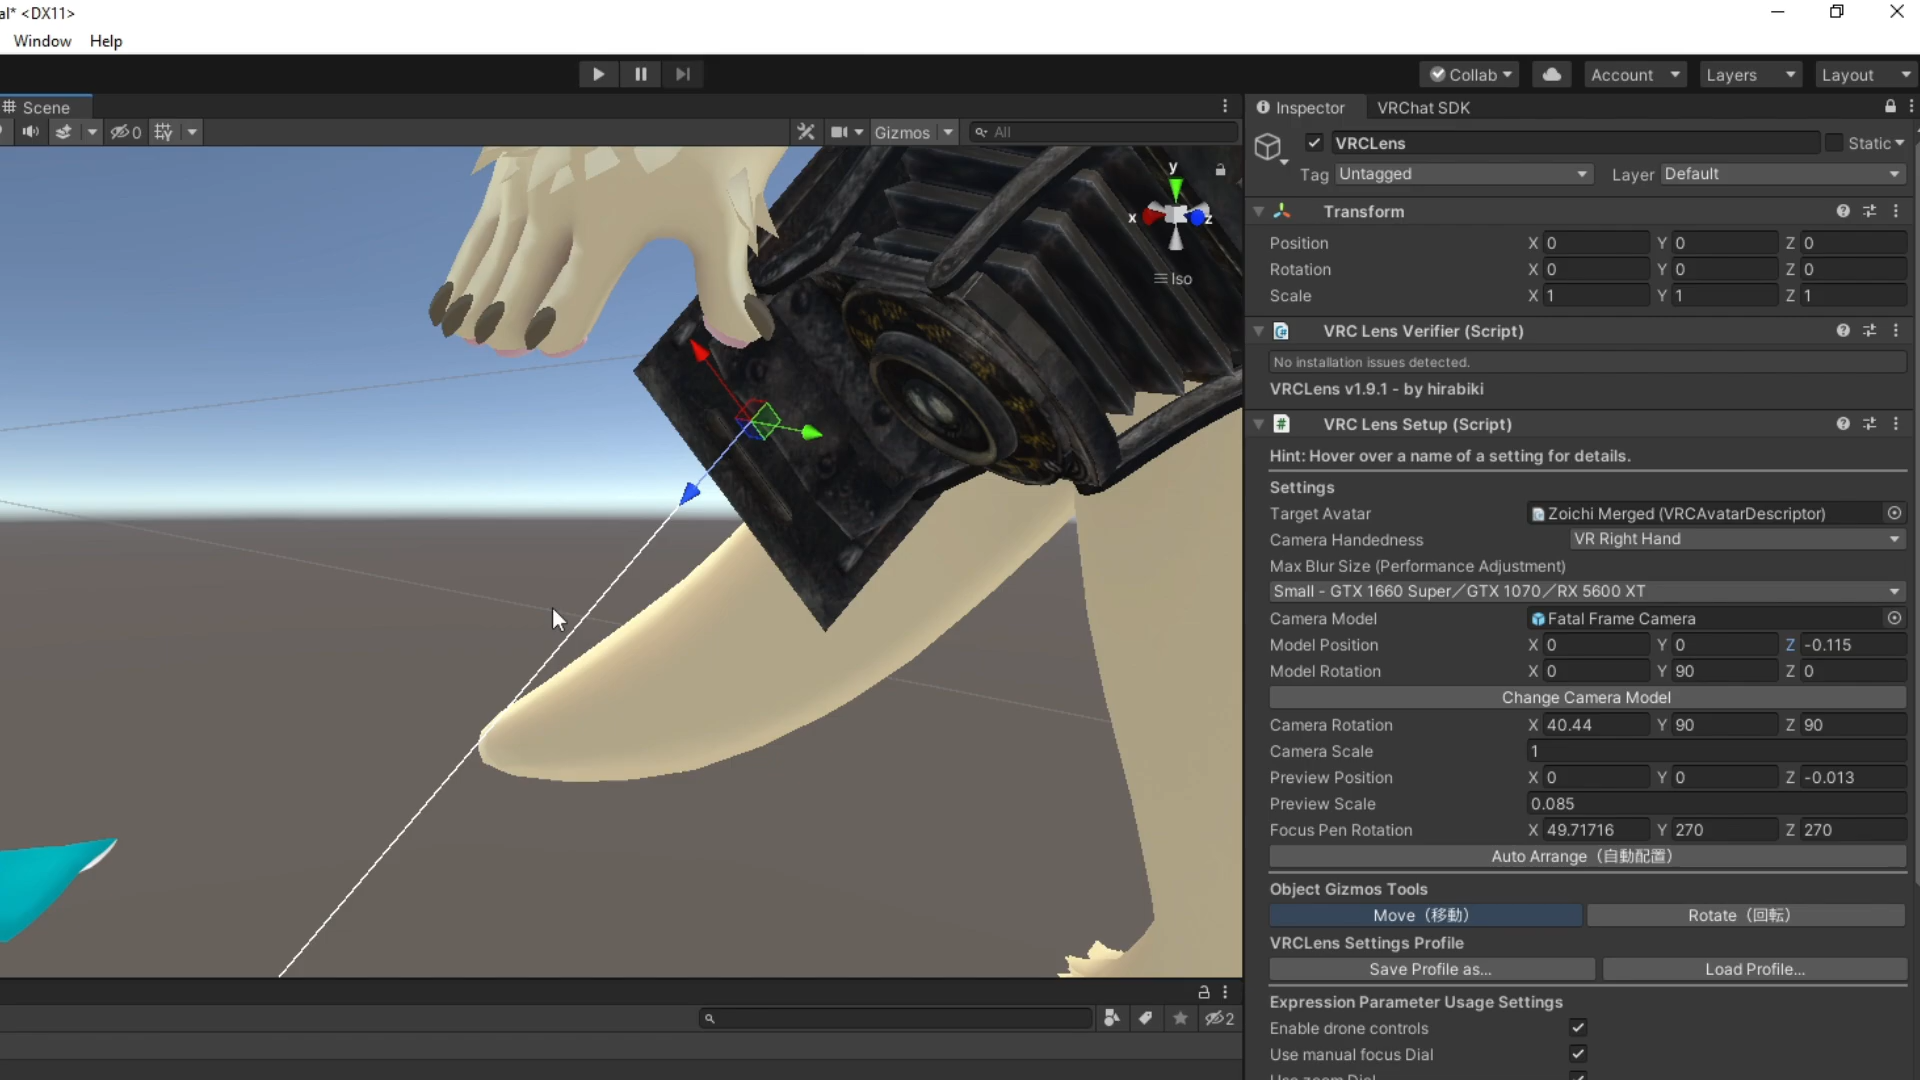 al* <DX11>
Window Help
Collab Account Layers Layout
Scene
Inspector VRChat SDK
0 Gizmos All
VRCLens Static
Tag Untagged Layer Default
y
x z
Iso
Transform
Position X 0 Y 0 Z 0
Rotation X 0 Y 0 Z 0
Scale X 1 Y 1 Z 1
VRC Lens Verifier (Script)
No installation issues detected.
VRCLens v1.9.1 - by hirabiki
# VRC Lens Setup (Script)
Hint: Hover over a name of a setting for details.
Settings
Target Avatar Zoichi Merged (VRCAvatarDescriptor)
Camera Handedness VR Right Hand
Max Blur Size (Performance Adjustment)
Small - GTX 1660 Super／GTX 1070／RX 5600 XT
Camera Model Fatal Frame Camera
Model Position X 0 Y 0 Z -0.115
Model Rotation X 0 Y 90 Z 0
Change Camera Model
Camera Rotation X 40.44 Y 90 Z 90
Camera Scale 1
Preview Position X 0 Y 0 Z -0.013
Preview Scale 0.085
Focus Pen Rotation X 49.71716 Y 270 Z 270
Auto Arrange（自動配置）
Object Gizmos Tools
Move（移動） Rotate（回転）
VRCLens Settings Profile
Save Profile as... Load Profile...
Expression Parameter Usage Settings
2 Enable drone controls
Use manual focus Dial
Use zoom Dial